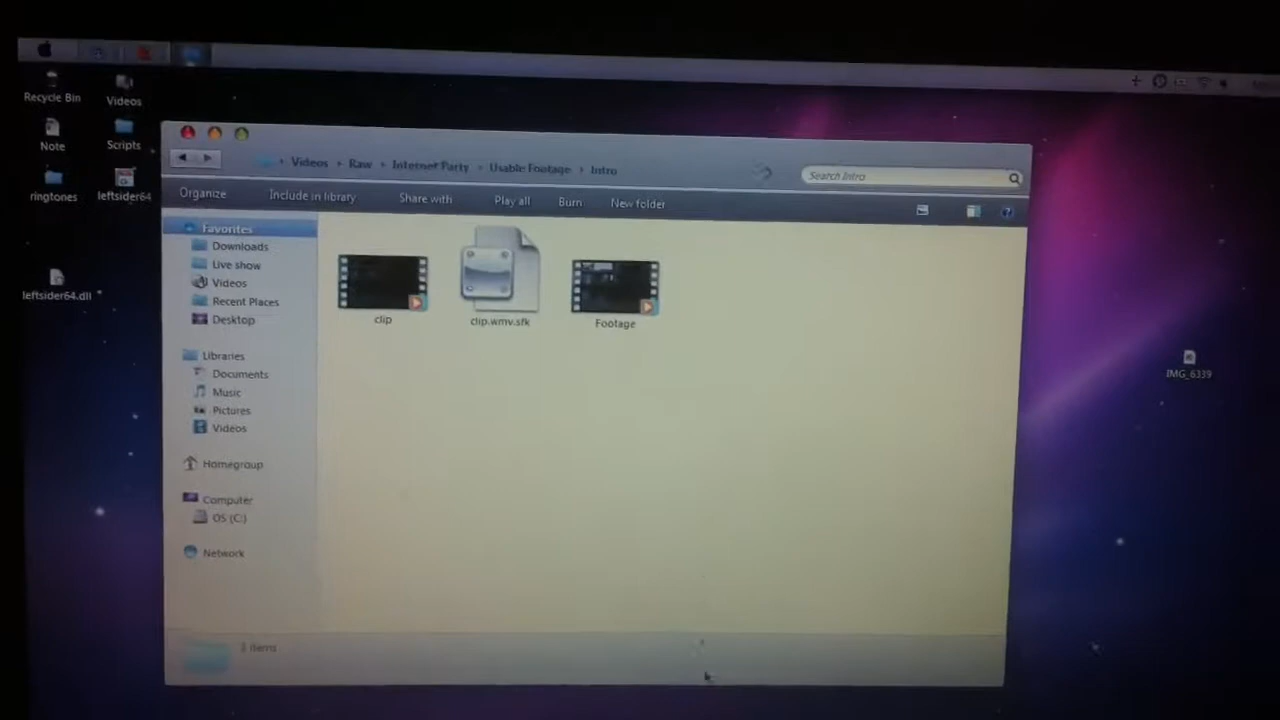 Recycle Bin
Videos
Note
Scripts
ringtones
leftsider64
leftsider64.dll
Videos
Raw
Internet Party
Usable Footage
Intro
Search Intro
Organize
Include in library
Share with
Play all
Burn
New folder
Favorites
Downloads
Live show
Videos
Recent Places
Desktop
Libraries
Documents
Music
Pictures
Videos
Homegroup
Computer
OS (C:)
Network
clip
clip.wmv.sfk
Footage
3 items
IMG_6339